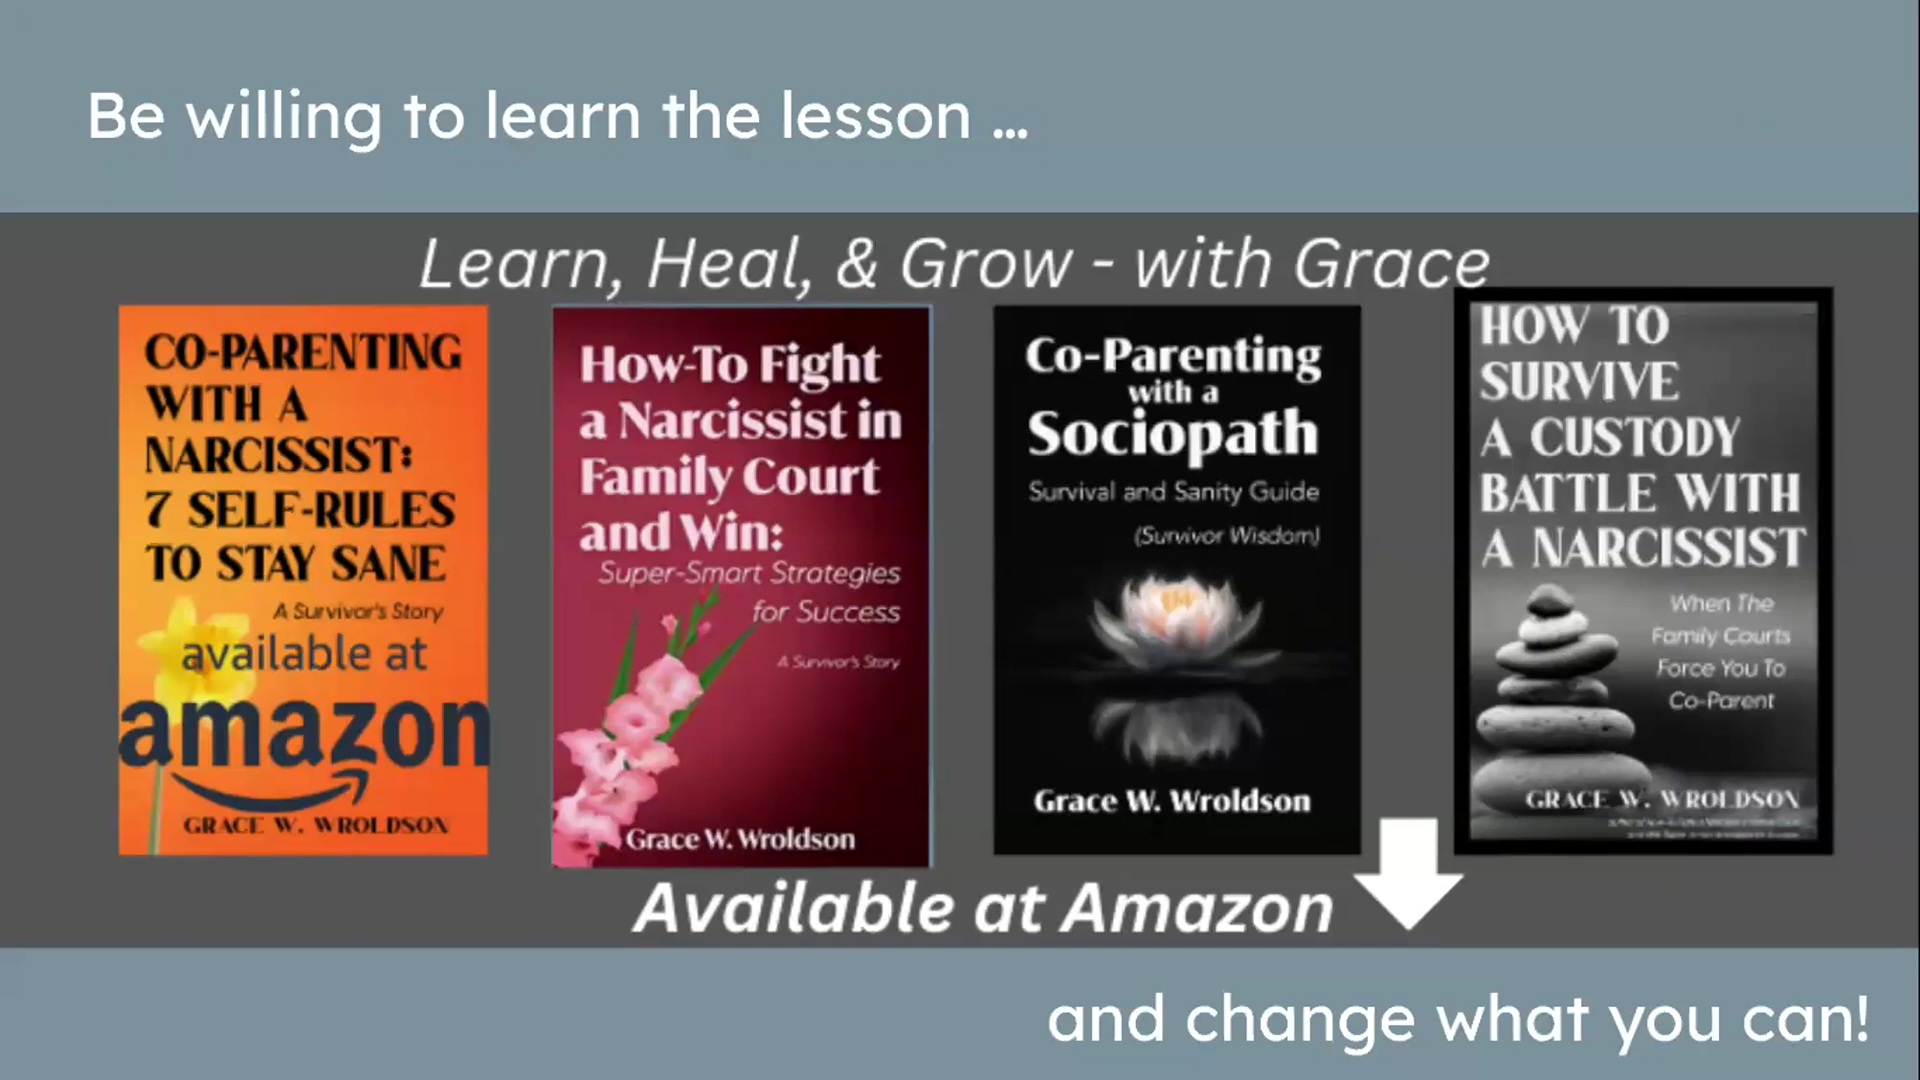 Be willing to learn the lesson ...
Learn, Heal, & Grow - with Grace
CO-PARENTING
WITH A
NARCISSIST:
7 SELF-RULES
TO STAY SANE
A Survivor's Story
available at
amazon
GRACE W. WROLDSON
How-To Fight
a Narcissist in
Family Court
and Win:
Super-Smart Strategies
for Success
A Survivor's Story
Grace W. Wroldson
Co-Parenting
with a
Sociopath
Survival and Sanity Guide
(Survivor Wisdom)
Grace W. Wroldson
HOW TO
SURVIVE
A CUSTODY
BATTLE WITH
A NARCISSIST
When The
Family Courts
Force You To
Co-Parent
GRACE W. WROLDSON
Available at Amazon
and change what you can!